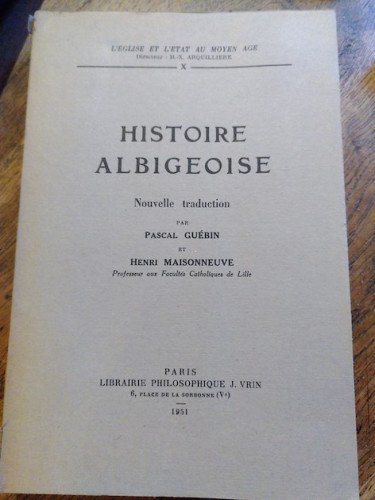 L'EGLISE ET L'ETAT AU MOYEN AGE
Directeur : H.-X. ARQUILLIERE
X
HISTOIRE
ALBIGEOISE
Nouvelle traduction
PAR
PASCAL GUÉBIN
ET
HENRI MAISONNEUVE
Professeur aux Facultés Catholiques de Lille
PARIS
LIBRAIRIE PHILOSOPHIQUE J. VRIN
6, PLACE DE LA SORBONNE (Ve)
1951